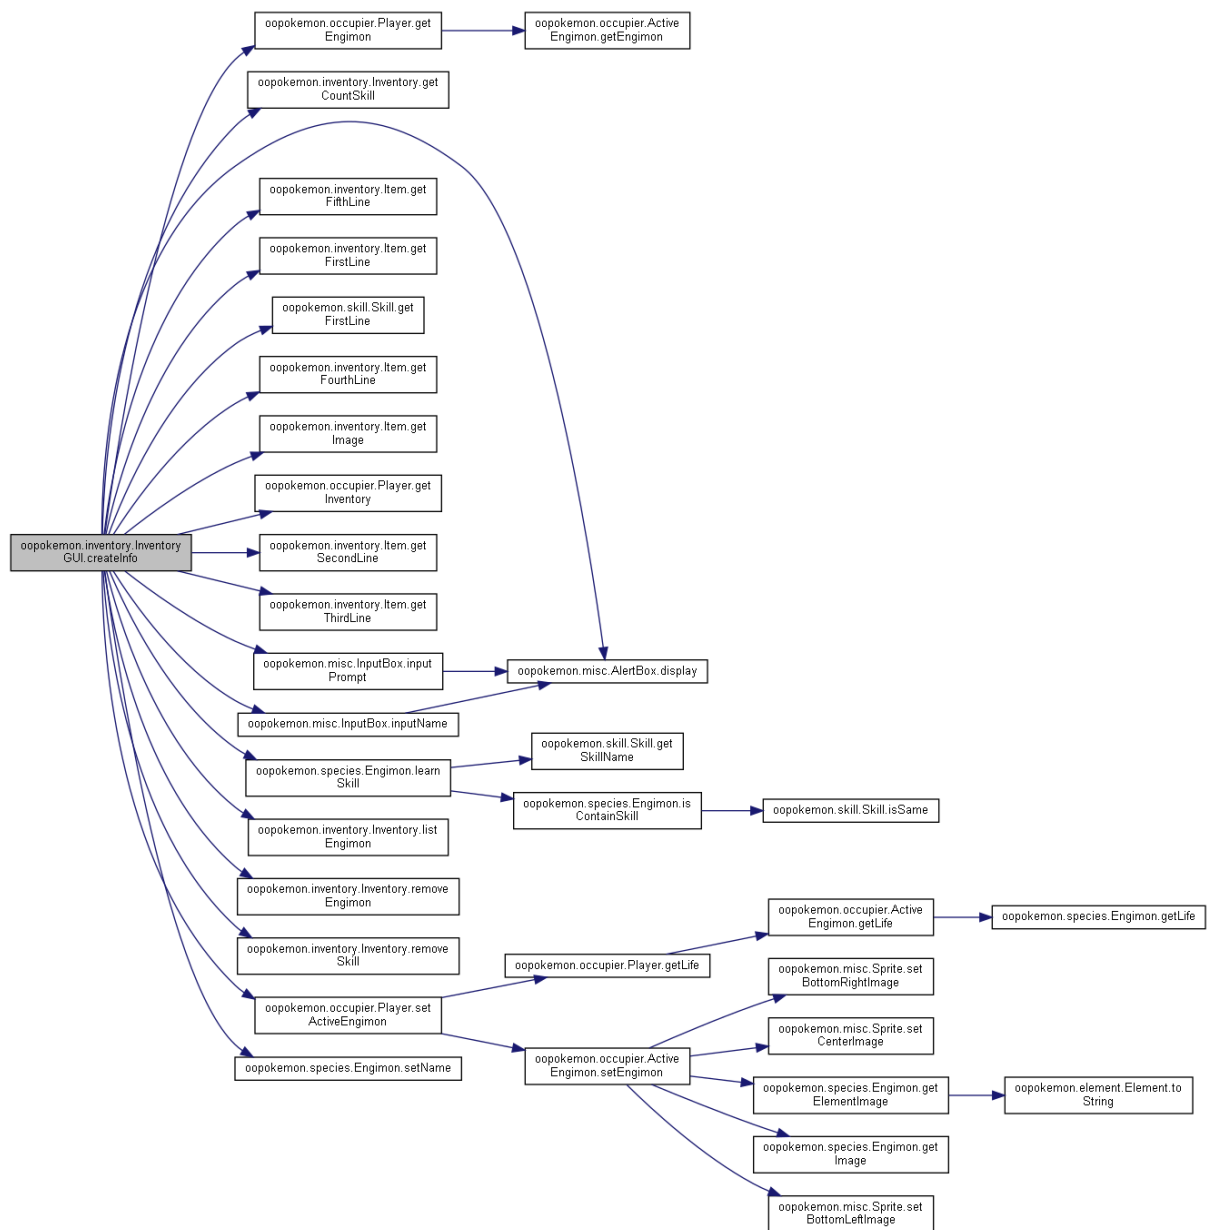 oopokemon.occupier.Player.get
Engimon
oopokemon.occupier.Active
Engimon.getEngimon
oopokemon.inventory.Inventory.get
CountSkill
oopokemon.inventory.Item.get
FifthLine
oopokemon.inventory.Item.get
FirstLine
oopokemon.skill.Skill.get
FirstLine
oopokemon.inventory.Item.get
FourthLine
oopokemon.inventory.Item.get
Image
oopokemon.occupier.Player.get
Inventory
oopokemon.inventory.Inventory
GUI.createInfo
oopokemon.inventory.Item.get
SecondLine
oopokemon.inventory.Item.get
ThirdLine
oopokemon.misc.InputBox.input
Prompt
oopokemon.misc.AlertBox.display
oopokemon.misc.InputBox.inputName
oopokemon.skill.Skill.get
SkillName
oopokemon.species.Engimon.learn
Skill
oopokemon.species.Engimon.is
ContainSkill
oopokemon.skill.Skill.isSame
oopokemon.inventory.Inventory.list
Engimon
oopokemon.inventory.Inventory.remove
Engimon
oopokemon.occupier.Active
Engimon.getLife
oopokemon.species.Engimon.getLife
oopokemon.inventory.Inventory.remove
Skill
oopokemon.occupier.Player.getLife
oopokemon.misc.Sprite.set
BottomRightImage
oopokemon.occupier.Player.set
ActiveEngimon
oopokemon.misc.Sprite.set
CenterImage
oopokemon.species.Engimon.setName
oopokemon.occupier.Active
Engimon.setEngimon
oopokemon.species.Engimon.get
ElementImage
oopokemon.element.Element.to
String
oopokemon.species.Engimon.get
Image
oopokemon.misc.Sprite.set
BottomLeftImage